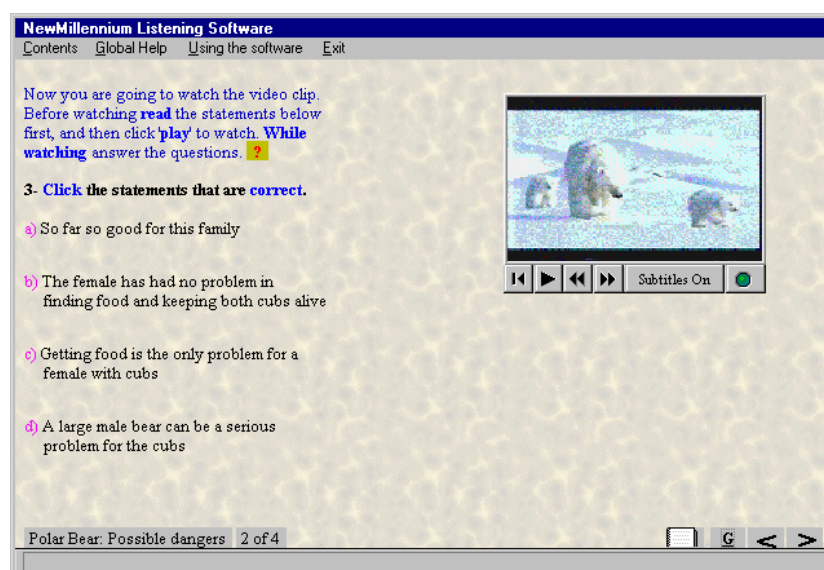 NewMillennium Listening Software
Contents Global Help Using the software Exit
Now you are going to watch the video clip.
Before watching read the statements below
first, and then click 'play' to watch. While
watching answer the questions. ?
3- Click the statements that are correct.
a) So far so good for this family
b) The female has had no problem in
finding food and keeping both cubs alive
c) Getting food is the only problem for a
female with cubs
d) A large male bear can be a serious
problem for the cubs
Subtitles On
Polar Bear: Possible dangers 2 of 4
G < >